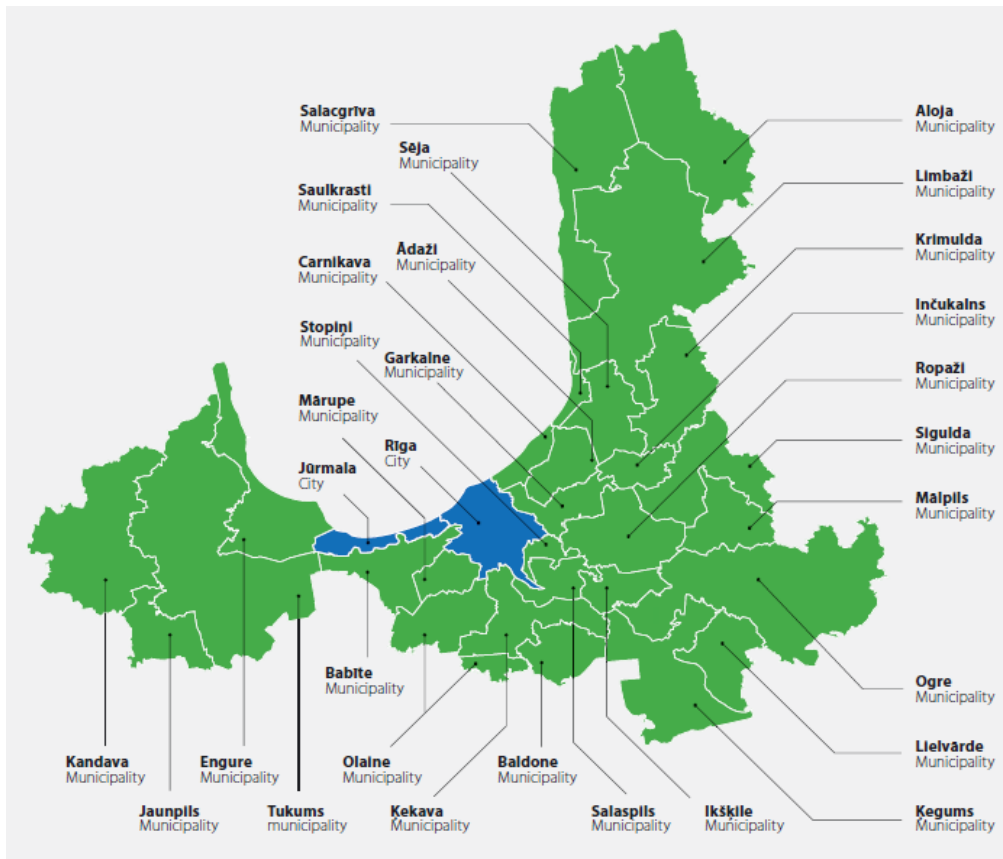 Salacgrīva
Municipality
Sēja
Municipality
Saulkrasti
Municipality
Ādaži
Municipality
Carnikava
Municipality
Stopiņi
Municipality
Garkalne
Municipality
Mārupe
Municipality
Rīga
City
Jūrmala
City
Aloja
Municipality
Limbaži
Municipality
Krimulda
Municipality
Inčukalns
Municipality
Ropaži
Municipality
Sigulda
Municipality
Mālpils
Municipality
Ogre
Municipality
Lielvārde
Municipality
Ķegums
Municipality
Babīte
Municipality
Kandava
Municipality
Engure
Municipality
Olaine
Municipality
Baldone
Municipality
Jaunpils
Municipality
Tukums
municipality
Ķekava
Municipality
Salaspils
Municipality
Ikšķile
Municipality